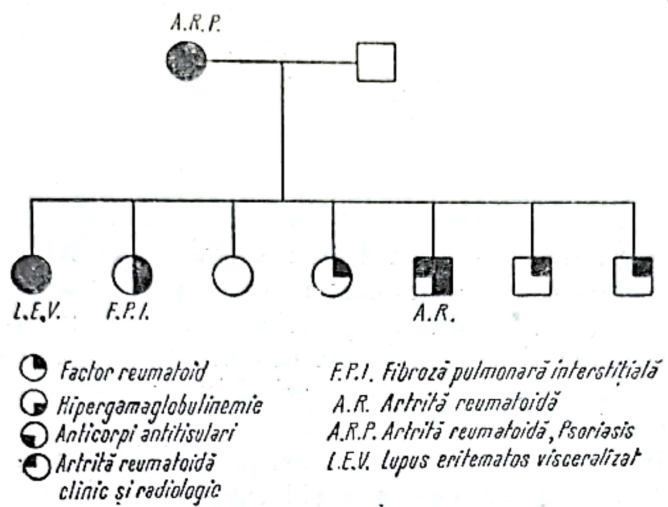 A.R.P.
L.E.V. F.P.I. A.R.
Factor reumatoid
Hipergamaglobulinemie
Anticorpi antitisulari
Artrită reumatoidă
clinic și radiologic
F.P.I. Fibroză pulmonară interstițială
A.R. Artrită reumatoidă
A.R.P. Artrită reumatoidă, Psoriasis
L.E.V. Lupus eritematos visceralizat